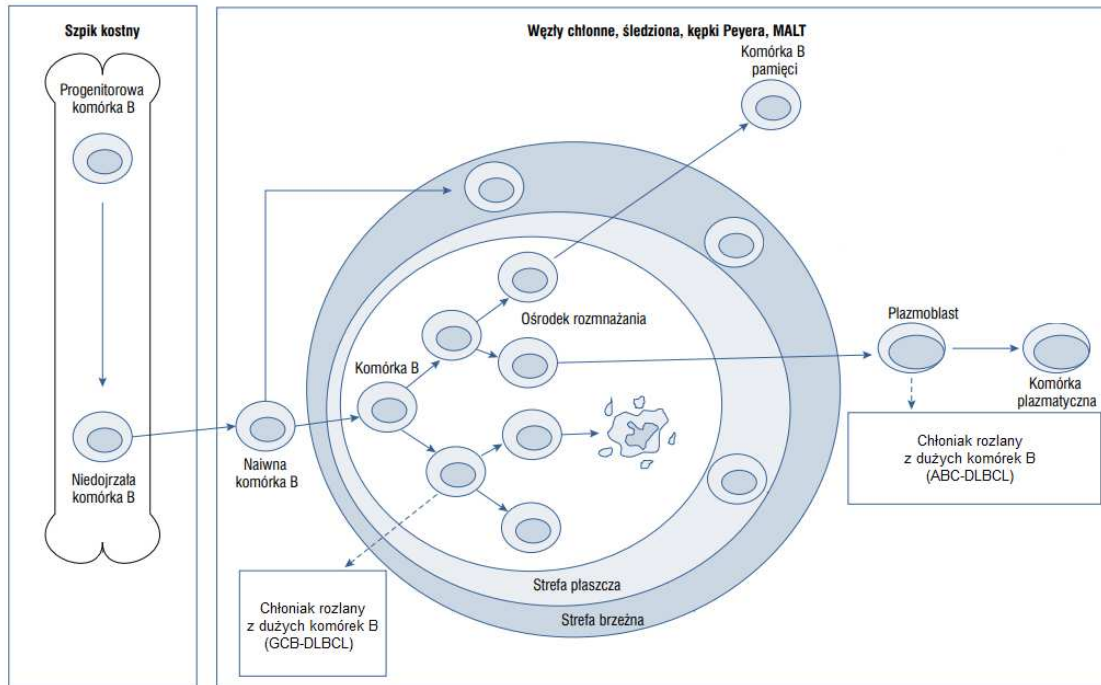 Szpik kostny
Progenitorowa
komórka B
Niedojrzała
komórka B
Węzły chłonne, śledziona, kępki Peyera, MALT
Komórka B
pamięci
Naiwna
komórka B
Komórka B
Ośrodek rozmnażania
Strefa płaszcza
Strefa brzeżna
Plazmoblast
Komórka
plazmatyczna
Chłoniak rozlany
z dużych komórek B
(GCB-DLBCL)
Chłoniak rozlany
z dużych komórek B
(ABC-DLBCL)